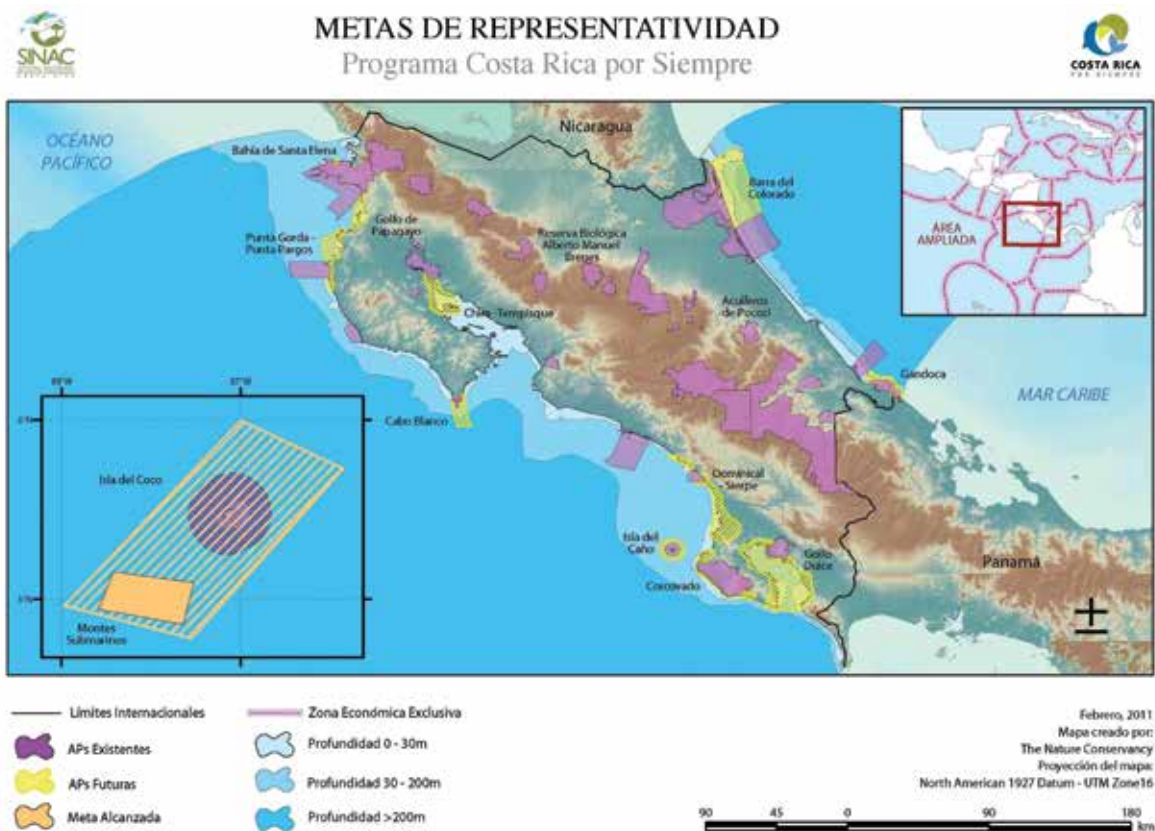 METAS DE REPRESENTATIVIDAD
Programa Costa Rica por Siempre
SINAC
COSTA RICA
POR SIEMPRE
OCÉANO
PACÍFICO
Nicaragua
Bahía de Santa Elena
Barra del
Colorado
ÁREA
AMPLIADA
Golfo de
Papagayo
Punta Gorda -
Punta Pargos
Reserva Biológica
Alberto Manuel
Brenes
Acuíferos
de Pococí
Chira - Tempisque
Gandoca
MAR CARIBE
Cabo Blanco
Isla del Coco
Dominical
- Sierpe
Isla del
Caño
Golfo
Dulce
Corcovado
Panamá
Montes
Submarinos
Límites Internacionales
Zona Económica Exclusiva
APs Existentes
Profundidad 0 - 30m
APs Futuras
Profundidad 30 - 200m
Meta Alcanzada
Profundidad >200m
Febrero, 2011
Mapa creado por:
The Nature Conservancy
Proyección del mapa:
North American 1927 Datum - UTM Zone16
90 45 0 90 180
km